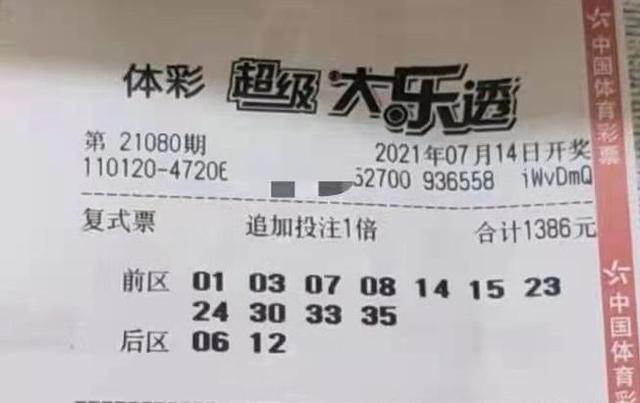 体彩 超级 大乐透
第 21080期 2021年07月14日开奖
110120-47206 52700 936558 iWvDmQ
复式票 追加投注1倍 合计1386元
前区 01 03 07 08 14 15 23
24 30 33 35
后区 06 12
中国体育彩票
中国体育彩